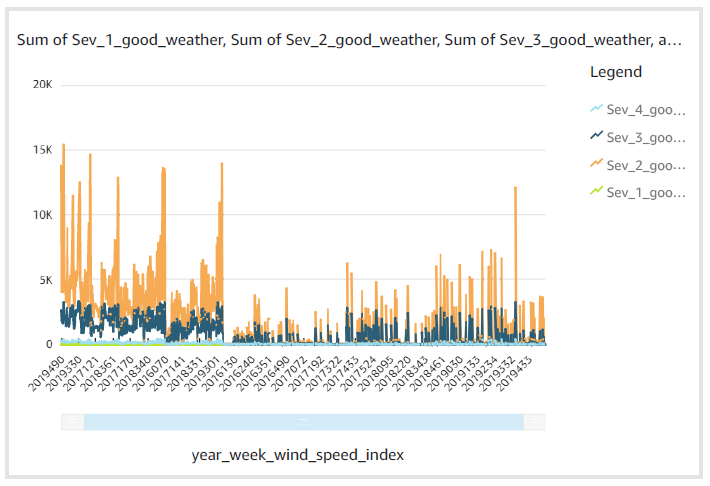 Sum of Sev_1_good_weather, Sum of Sev_2_good_weather, Sum of Sev_3_good_weather, a...
Legend
Sev_4_goo...
Sev_3_goo...
Sev_2_goo...
Sev_1_goo...
20K
15K
10K
5K
0
2019490
2019330
2017121
2018361
2017170
2018340
2016070
2017141
2018351
2019301
2016130
2016240
2016351
2016490
2017072
2017192
2017322
2017433
2017524
2018095
2018220
2018343
2018461
2019030
2019133
2019234
2019332
2019433
year_week_wind_speed_index